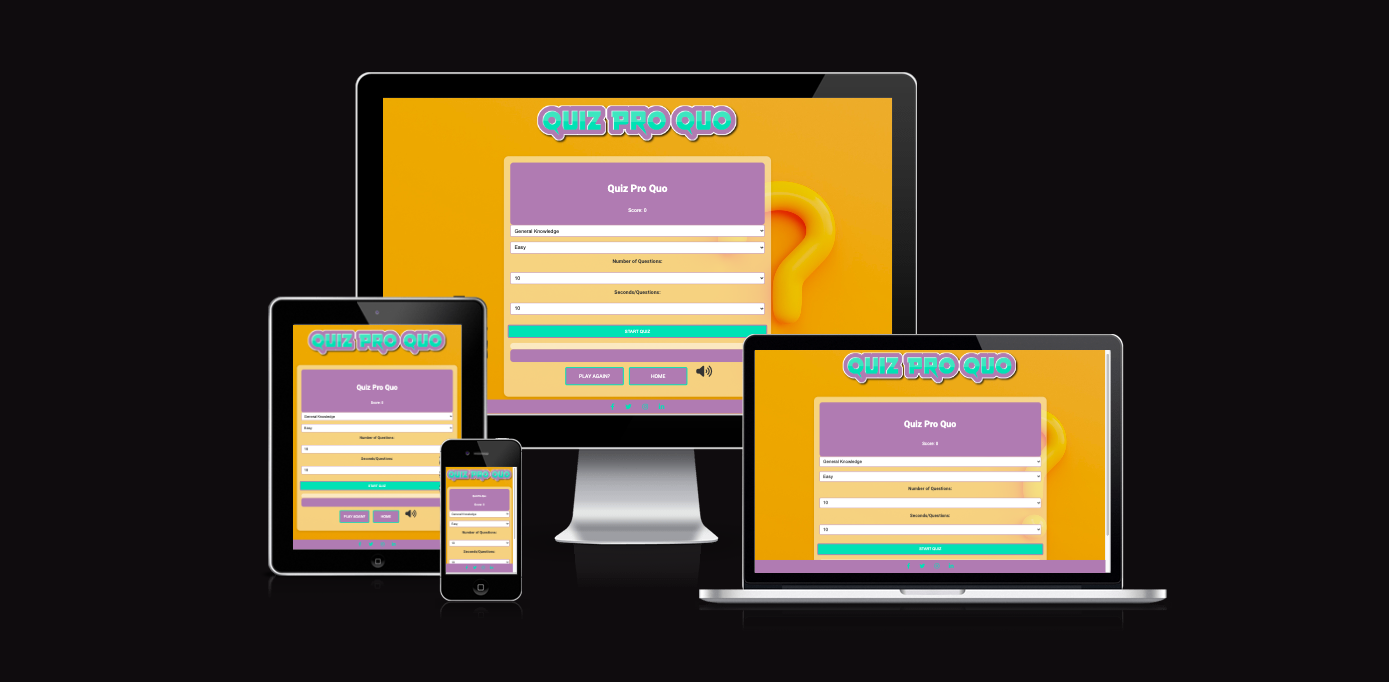 QUIZ PRO QUO
Quiz Pro Quo
Score: 0
General Knowledge
Easy
Number of Questions:
10
Seconds/Questions:
10
START QUIZ
PLAY AGAIN?
HOME
QUIZ PRO QUO
Quiz Pro Quo
Score: 0
General Knowledge
Easy
Number of Questions:
10
Seconds/Questions:
10
START QUIZ
PLAY AGAIN?
HOME
QUIZ PRO QUO
Score: 0
General Knowledge
Easy
Number of Questions:
10
Seconds/Questions:
QUIZ PRO QUO
Quiz Pro Quo
Score: 0
General Knowledge
Easy
Number of Questions:
10
Seconds/Questions:
10
START QUIZ